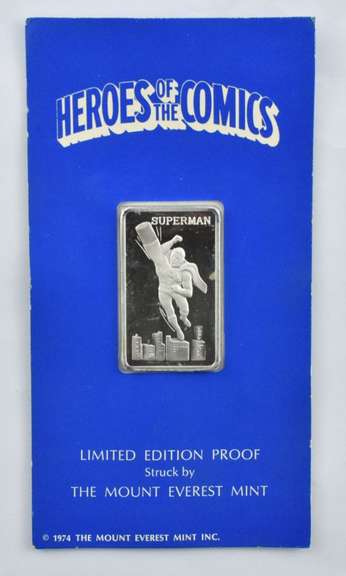 HEROES OF THE COMICS
SUPERMAN
LIMITED EDITION PROOF
Struck by
THE MOUNT EVEREST MINT
© 1974 THE MOUNT EVEREST MINT INC.